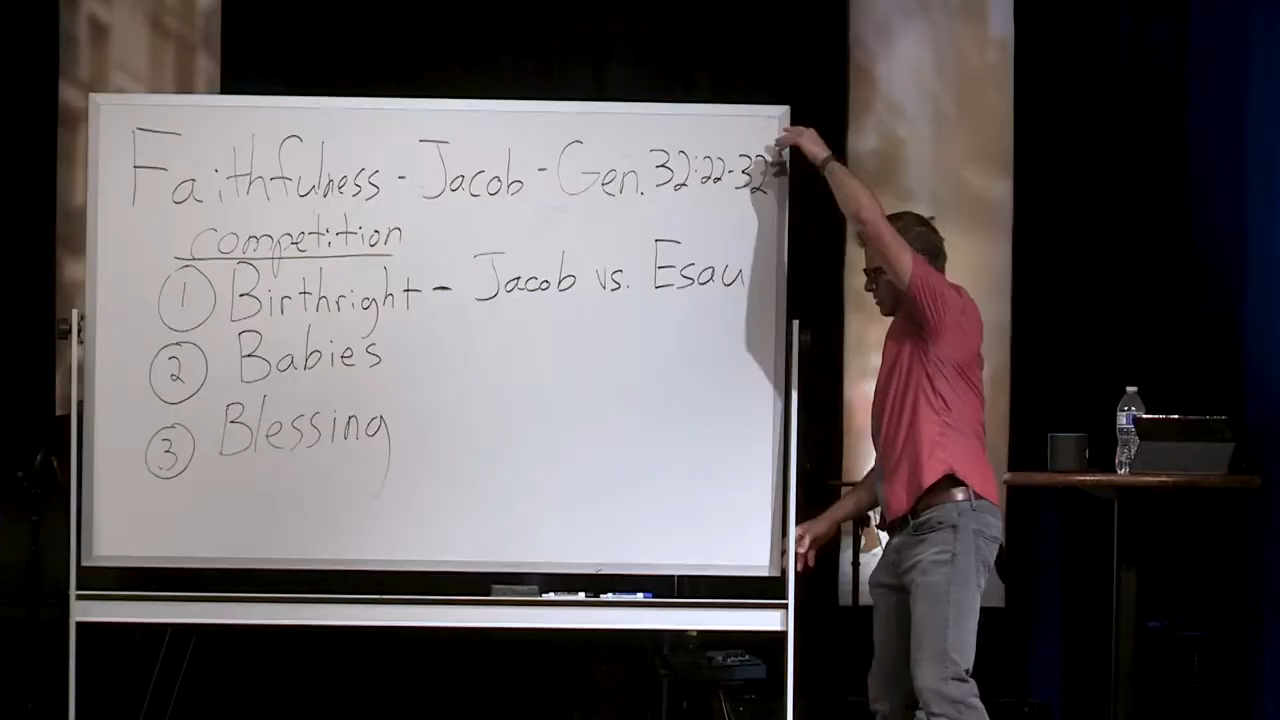 Faithfulness - Jacob - Gen. 32:22-32
competition
1 Birthright - Jacob vs. Esau
2 Babies
3 Blessing